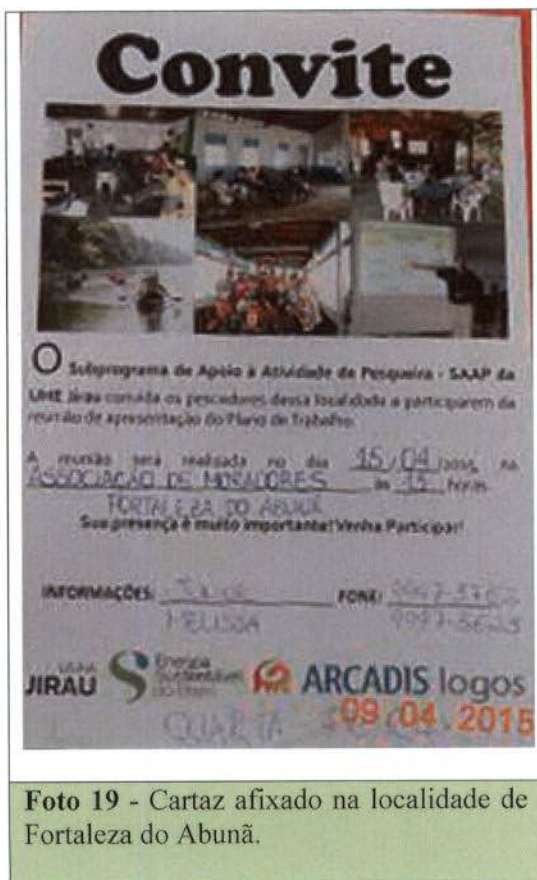 Convite
O Subprograma de Apoio à Atividade da Pesqueira - SAAP da
UHE Jirau convida os pescadores dessa localidade a participarem da
reunião de apresentação do Plano de Trabalho.
A reunião será realizada no dia 15/04/2015, na
ASSOCIAÇÃO DE MORADORES às 15 horas.
FORTALEZA DO ABUNÃ
Sua presença é muito importante! Venha Participar!
INFORMAÇÕES: FONE:
MELISSA
USINA
JIRAU
Energia
Sustentável
do Brasil
ARCADIS logos
QUARTA
09 04 2015
Foto 19 - Cartaz afixado na localidade de
Fortaleza do Abunã.